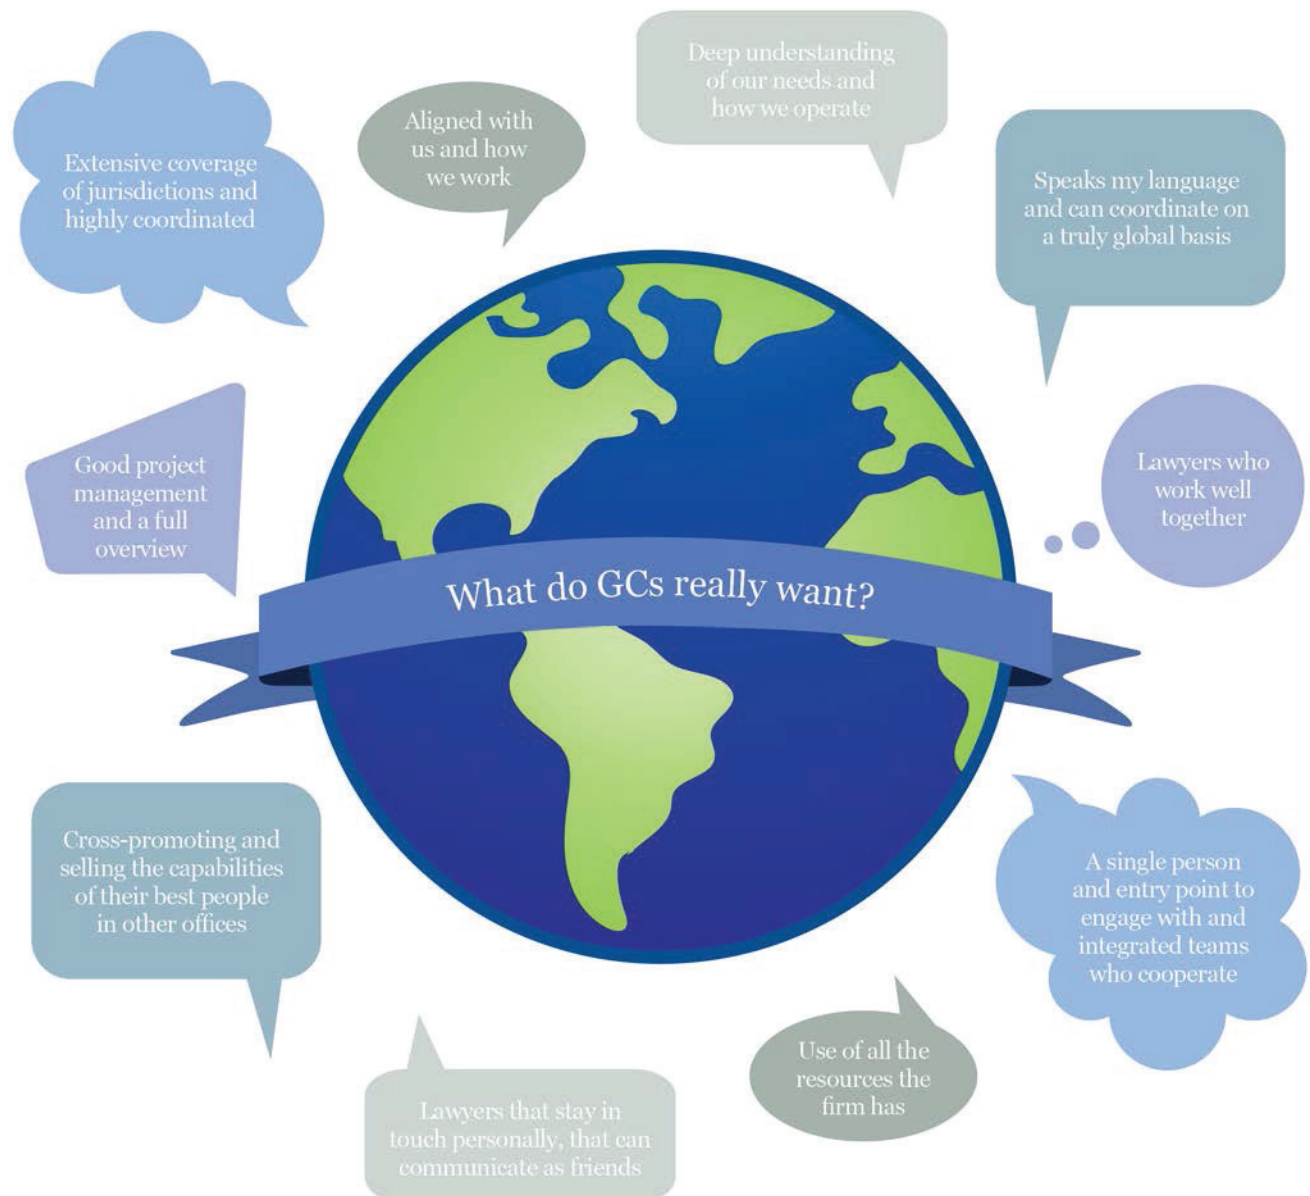 Deep understanding
of our needs and
how we operate
Aligned with
us and how
we work
Extensive coverage
of jurisdictions and
highly coordinated
Speaks my language
and can coordinate on
a truly global basis
Good project
management
and a full
overview
Lawyers who
work well
together
What do GCs really want?
Cross-promoting and
selling the capabilities
of their best people
in other offices
A single person
and entry point to
engage with and
integrated teams
who cooperate
Use of all the
resources the
firm has
Lawyers that stay in
touch personally, that can
communicate as friends